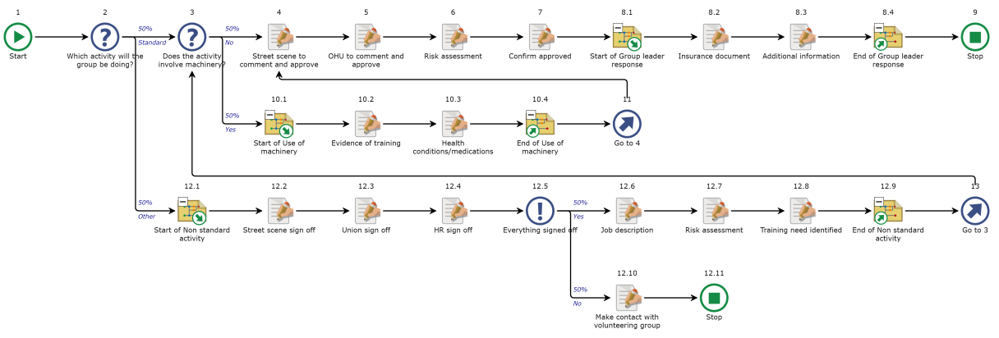 1
2
3
4
5
6
7
8.1
8.2
8.3
8.4
9
50%
Standard
50%
No
Start
Which activity will the
group be doing?
Does the activity
involve machinery?
Street scene to
comment and approve
OHU to comment and
approve
Risk assessment
Confirm approved
Start of Group leader
response
Insurance document
Additional information
End of Group leader
response
Stop
10.1
10.2
10.3
10.4
11
50%
Yes
Start of Use of
machinery
Evidence of training
Health
conditions/medications
End of Use of
machinery
Go to 4
12.1
12.2
12.3
12.4
12.5
12.6
12.7
12.8
12.9
13
50%
Other
50%
Yes
Start of Non standard
activity
Street scene sign off
Union sign off
HR sign off
Everything signed off
Job description
Risk assessment
Training need identified
End of Non standard
activity
Go to 3
12.10
12.11
50%
No
Make contact with
volunteering group
Stop